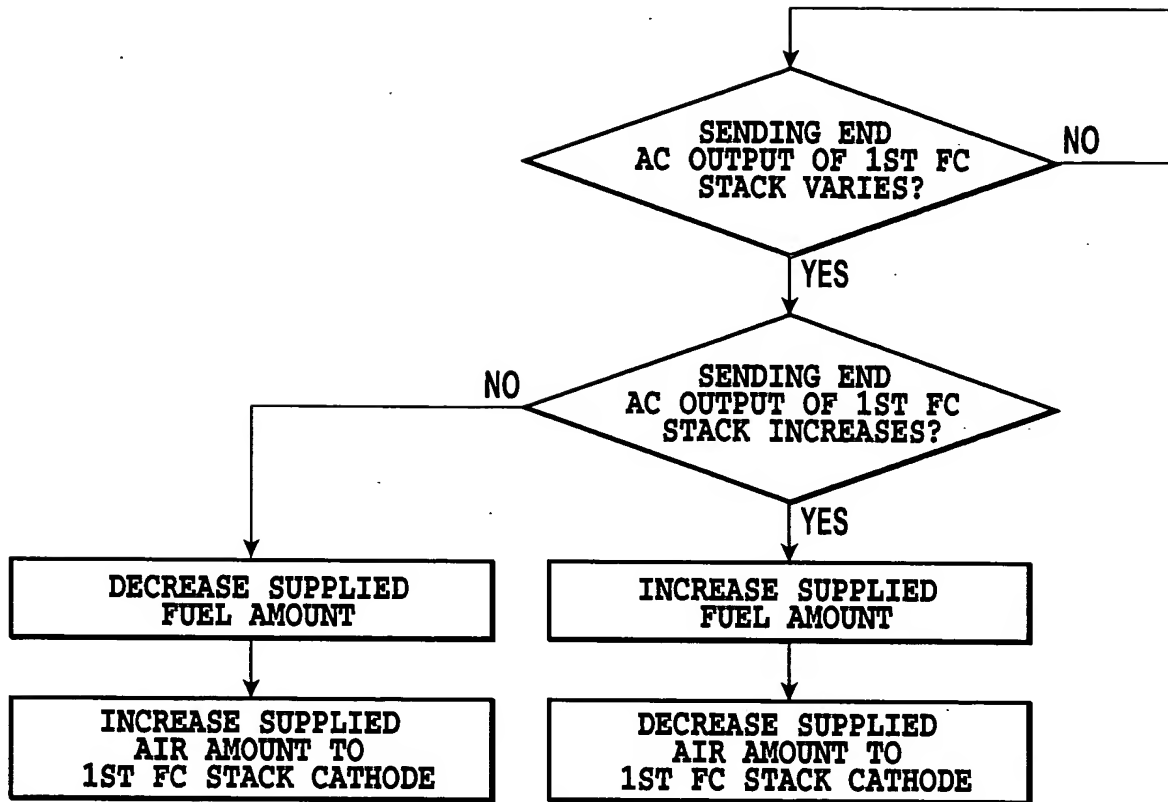 SENDING END
AC OUTPUT OF 1ST FC
STACK VARIES?
NO
YES
SENDING END
AC OUTPUT OF 1ST FC
STACK INCREASES?
NO
YES
DECREASE SUPPLIED
FUEL AMOUNT
INCREASE SUPPLIED
FUEL AMOUNT
INCREASE SUPPLIED
AIR AMOUNT TO
1ST FC STACK CATHODE
DECREASE SUPPLIED
AIR AMOUNT TO
1ST FC STACK CATHODE